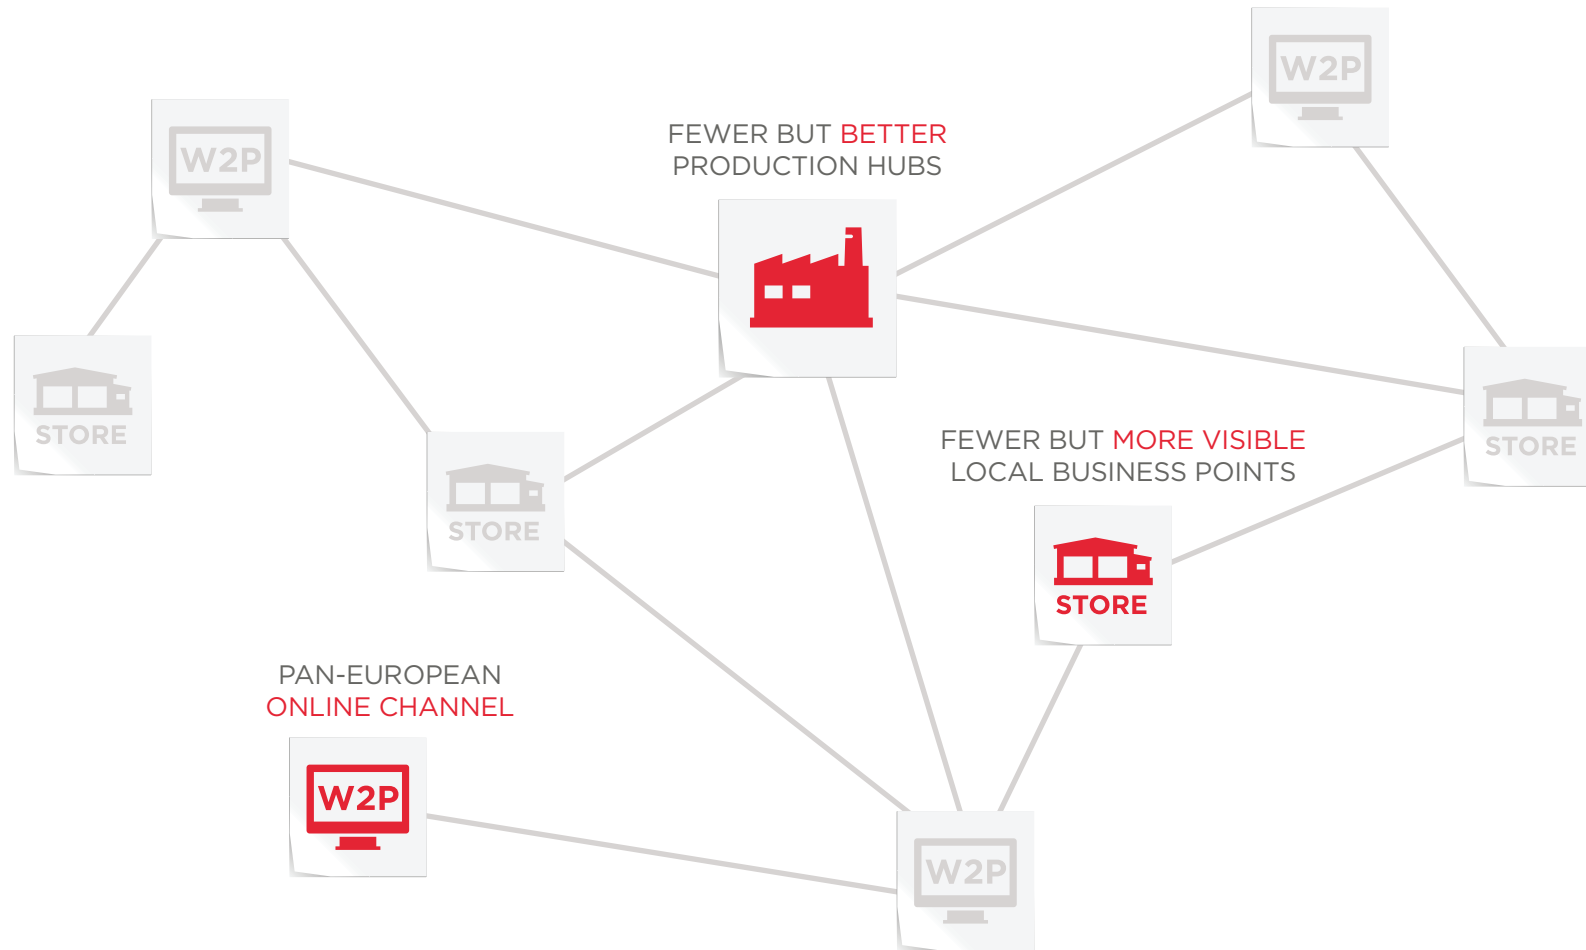 W2P
FEWER BUT BETTER
PRODUCTION HUBS
W2P
STORE
FEWER BUT MORE VISIBLE
LOCAL BUSINESS POINTS
STORE
STORE
STORE
PAN-EUROPEAN
ONLINE CHANNEL
W2P
W2P